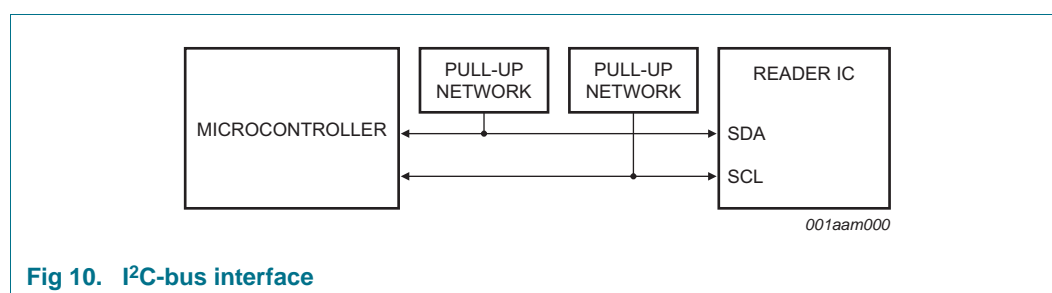 PULL-UP
NETWORK
PULL-UP
NETWORK
READER IC
MICROCONTROLLER
SDA
SCL
001aam000
Fig 10. I²C-bus interface